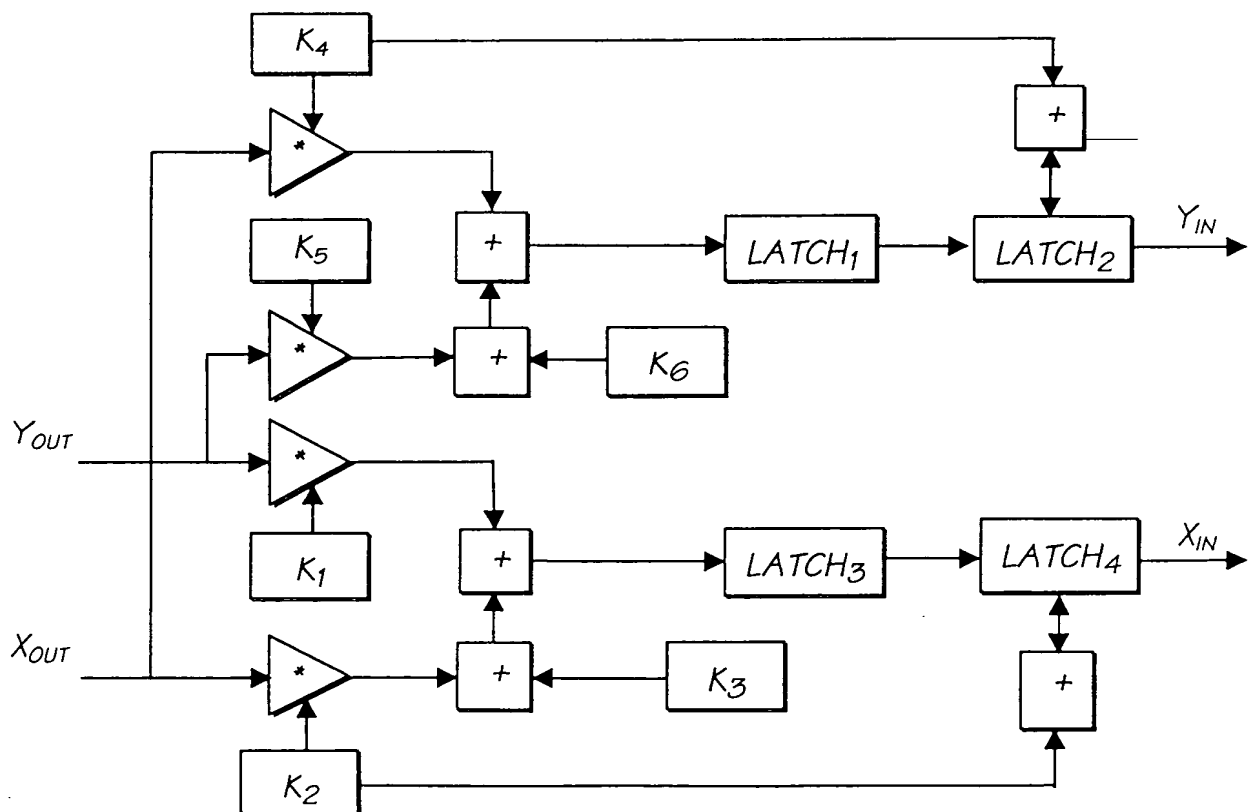 K4
*
+
K5
+
LATCH1
LATCH2
YIN
*
+
K6
YOUT
*
K1
+
LATCH3
LATCH4
XIN
XOUT
*
+
K3
+
K2